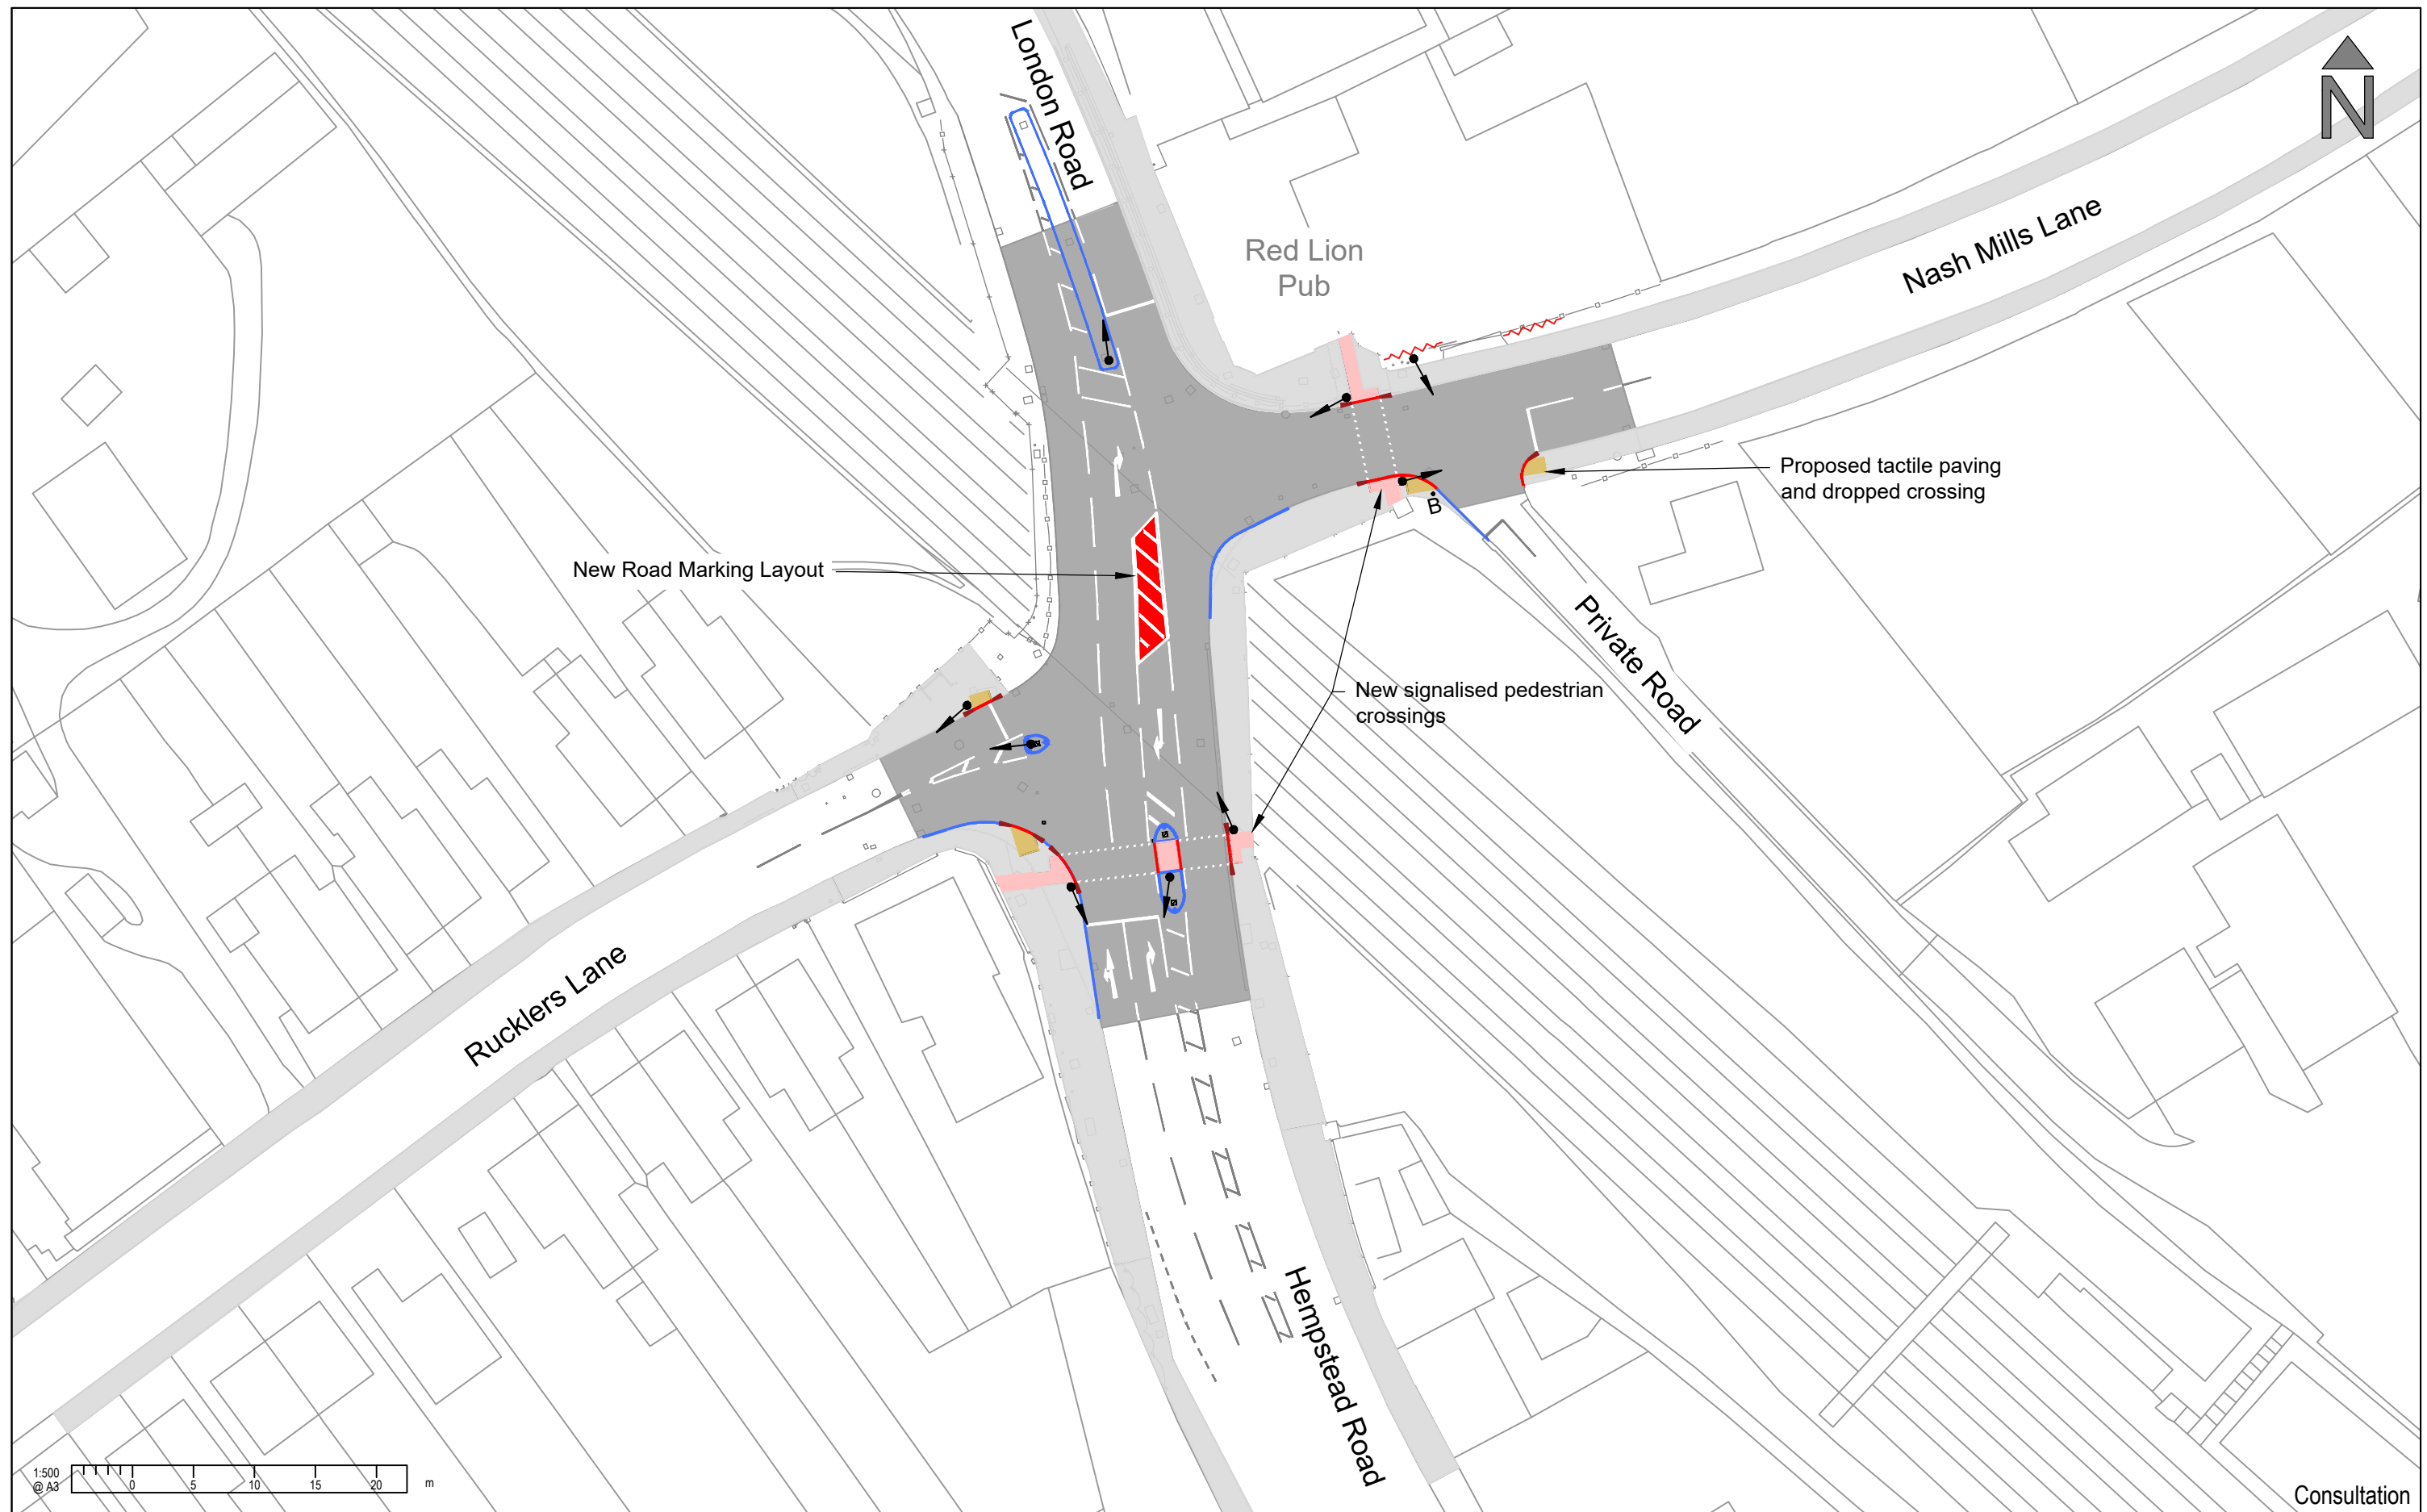 London Road
N
Red Lion
Pub
Nash Mills Lane
Proposed tactile paving
and dropped crossing
B
New Road Marking Layout
Private Road
New signalised pedestrian
crossings
Rucklers Lane
Hempstead Road
1:500
@ A3
0 5 10 15 20 m
Consultation